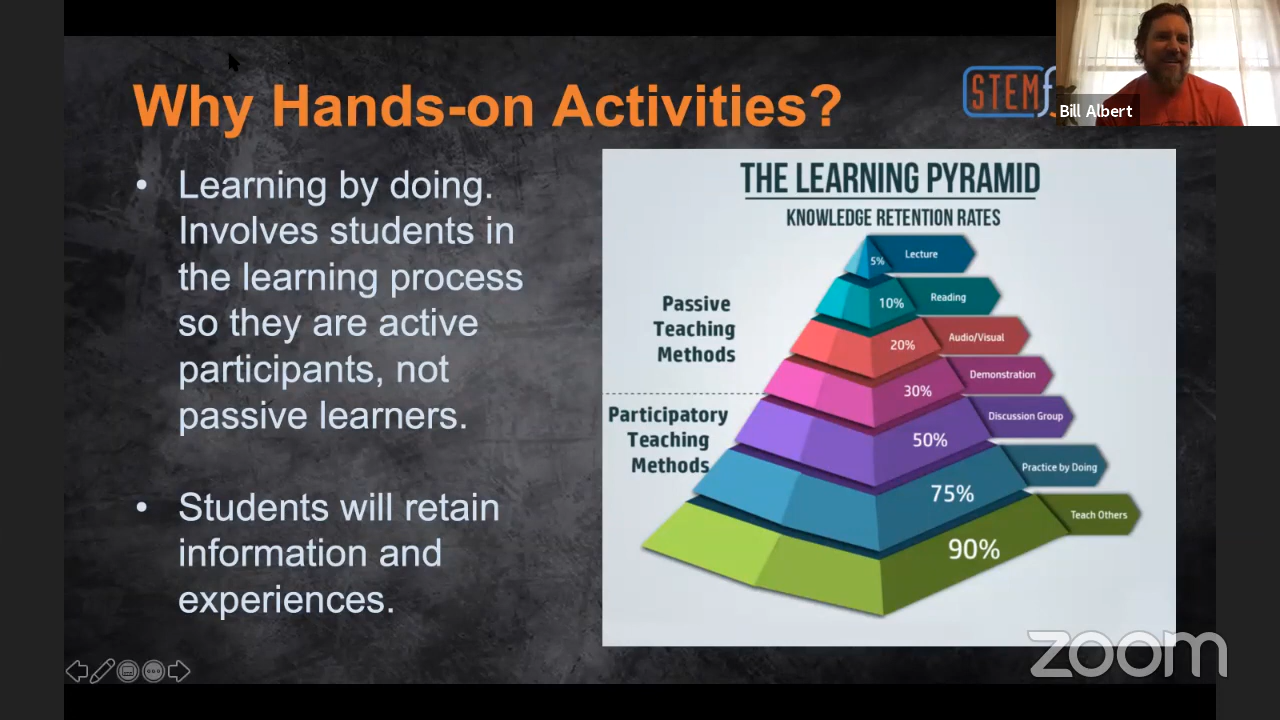 Why Hands-on Activities?
STEMf
Bill Albert
• Learning by doing.
Involves students in
the learning process
so they are active
participants, not
passive learners.
• Students will retain
information and
experiences.
THE LEARNING PYRAMID
KNOWLEDGE RETENTION RATES
5% Lecture
10% Reading
20% Audio/Visual
30% Demonstration
50% Discussion Group
75% Practice by Doing
90% Teach Others
Passive
Teaching
Methods
Participatory
Teaching
Methods
zoom